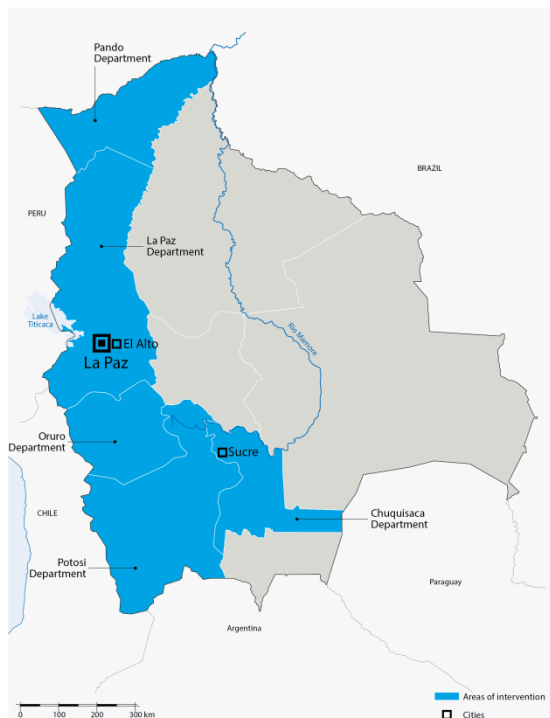 Pando
Department
BRAZIL
PERU
La Paz
Department
Lake
Titicaca
Rio Mamore
El Alto
La Paz
Oruro
Department
Sucre
CHILE
Chuquisaca
Department
Potosi
Department
Paraguay
Argentina
Areas of intervention
0 100 200 300 km
Cities